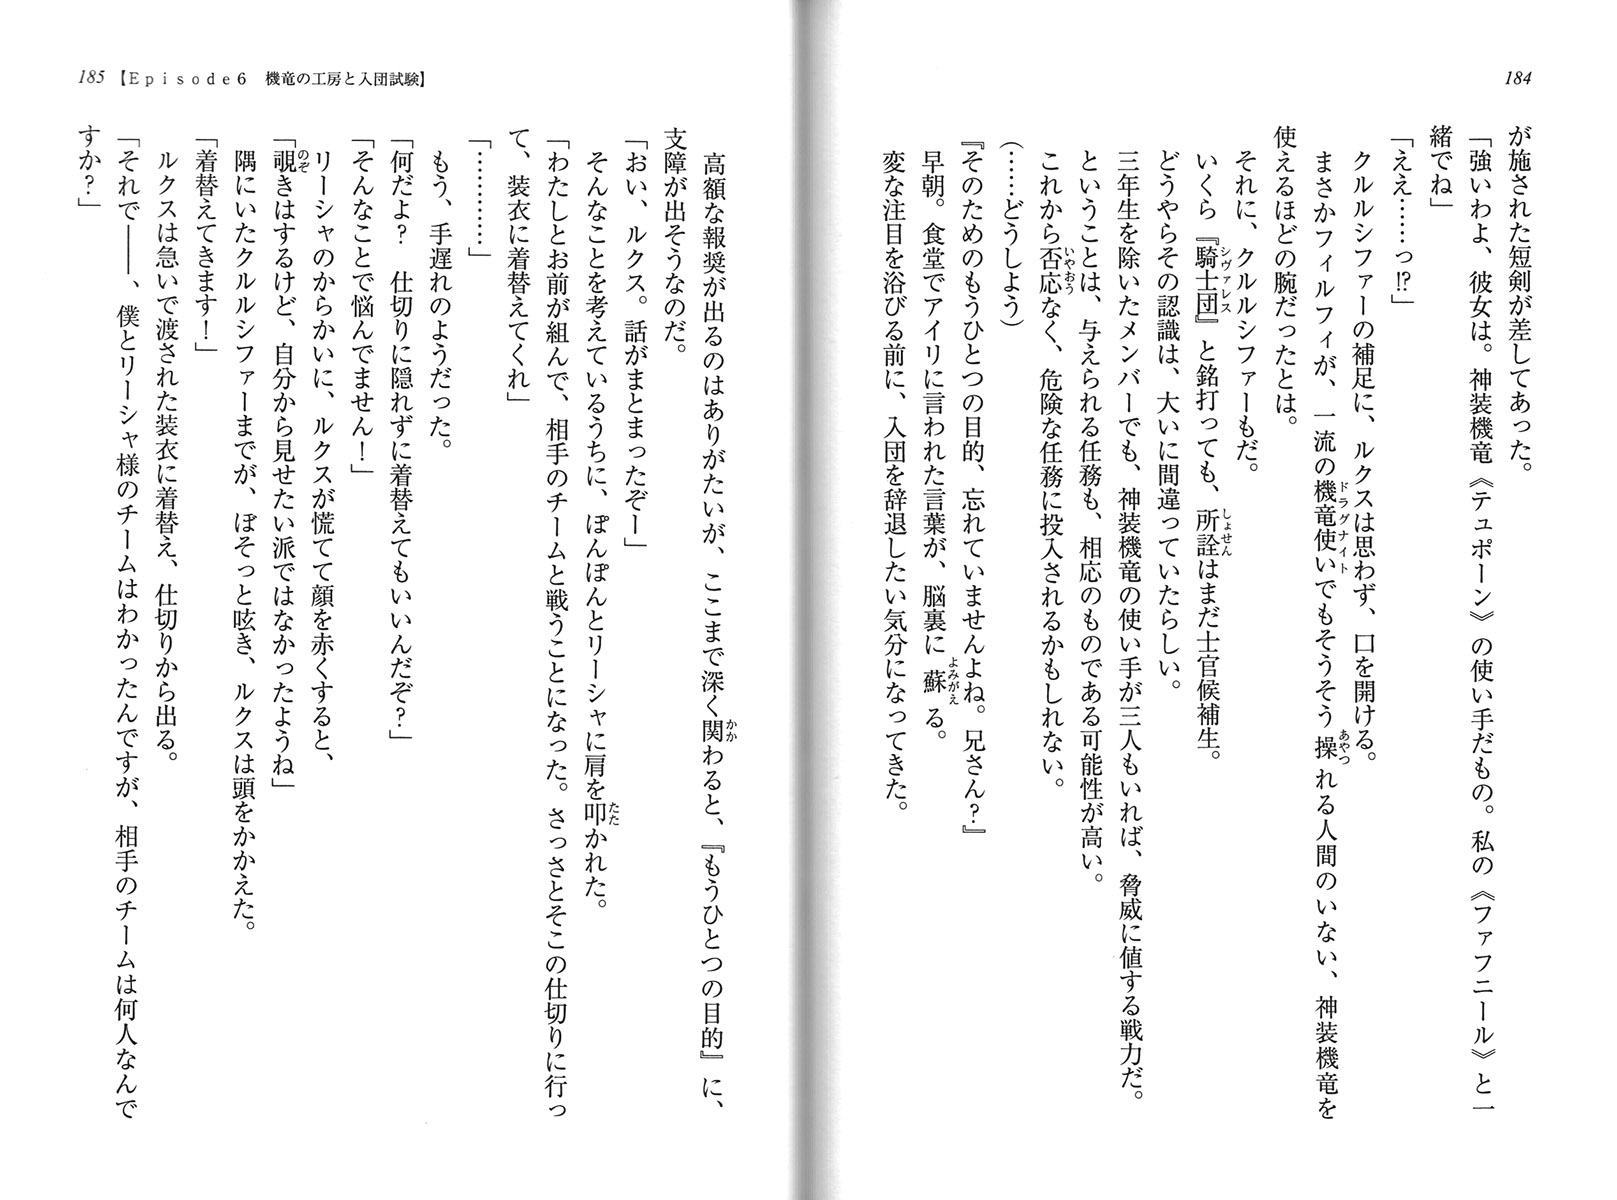 184
が施された短剣が差してあった。
「強いわよ、彼女は。神装機竜《テュポーン》の使い手だもの。私の《ファフニール》と一
緒でね」
「ええ……っ⁉」
クルルシファーの補足に、ルクスは思わず、口を開ける。
まさかフィルフィが、一流の機竜使いでもそうそう操れる人間のいない、神装機竜を
使えるほどの腕だったとは。
それに、クルルシファーもだ。
いくら『騎士団』と銘打っても、所詮はまだ士官候補生。
どうやらその認識は、大いに間違っていたらしい。
三年生を除いたメンバーでも、神装機竜の使い手が三人もいれば、脅威に値する戦力だ。
ということは、与えられる任務も、相応のものである可能性が高い。
これから否応なく、危険な任務に投入されるかもしれない。
（……どうしよう）
『そのためのもうひとつの目的、忘れていませんよね。兄さん？』
早朝。食堂でアイリに言われた言葉が、脳裏に蘇る。
変な注目を浴びる前に、入団を辞退したい気分になってきた。
185 【Episode6 機竜の工房と入団試験】
高額な報奨が出るのはありがたいが、ここまで深く関わると、『もうひとつの目的』に、
支障が出そうなのだ。
「おい、ルクス。話がまとまったぞー」
そんなことを考えているうちに、ぽんぽんとリーシャに肩を叩かれた。
「わたしとお前が組んで、相手のチームと戦うことになった。さっさとそこの仕切りに行っ
て、装衣に着替えてくれ」
「…………」
もう、手遅れのようだった。
「何だよ？　仕切りに隠れずに着替えてもいいんだぞ？」
「そんなことで悩んでません！」
リーシャのからかいに、ルクスが慌てて顔を赤くすると、
「覗きはするけど、自分から見せたい派ではなかったようね」
隅にいたクルルシファーまでが、ぼそっと呟き、ルクスは頭をかかえた。
「着替えてきます！」
ルクスは急いで渡された装衣に着替え、仕切りから出る。
「それで――、僕とリーシャ様のチームはわかったんですが、相手のチームは何人なんで
すか？」